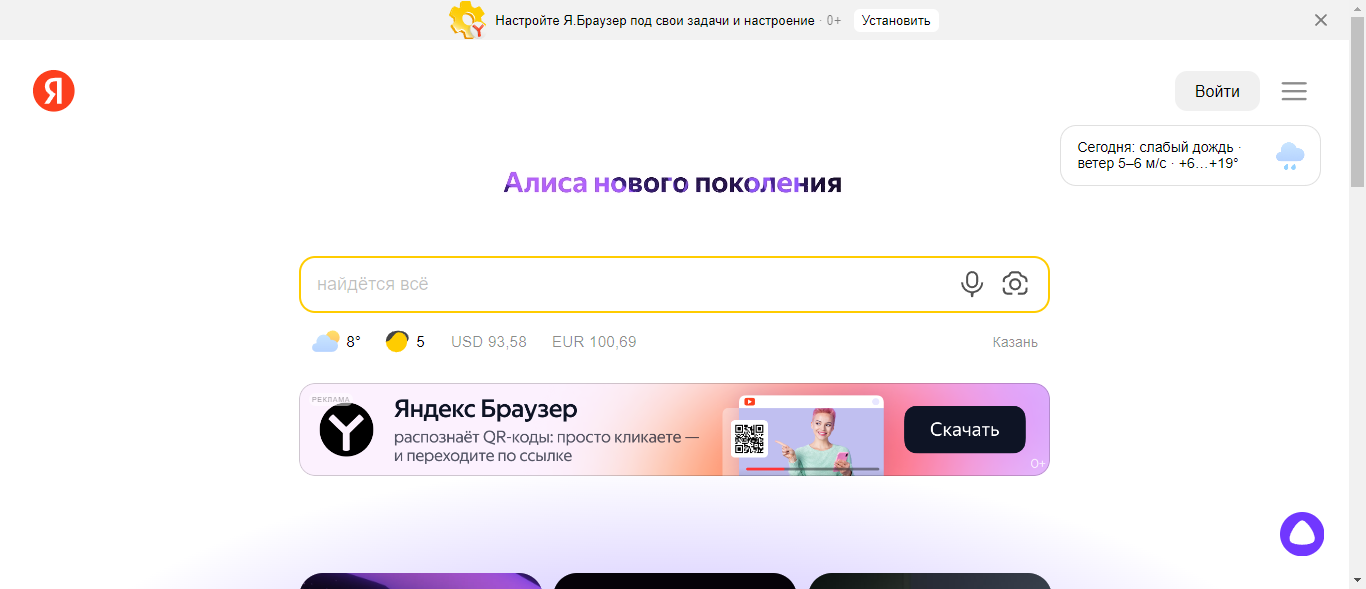 Настройте Я.Браузер под свои задачи и настроение · 0+ Установить
Я
Войти
Сегодня: слабый дождь ·
ветер 5–6 м/с · +6…+19°
Алиса нового поколения
найдётся всё
8° 5 USD 93,58 EUR 100,69 Казань
РЕКЛАМА
Яндекс Браузер
распознаёт QR-коды: просто кликаете —
и переходите по ссылке
Скачать
0+